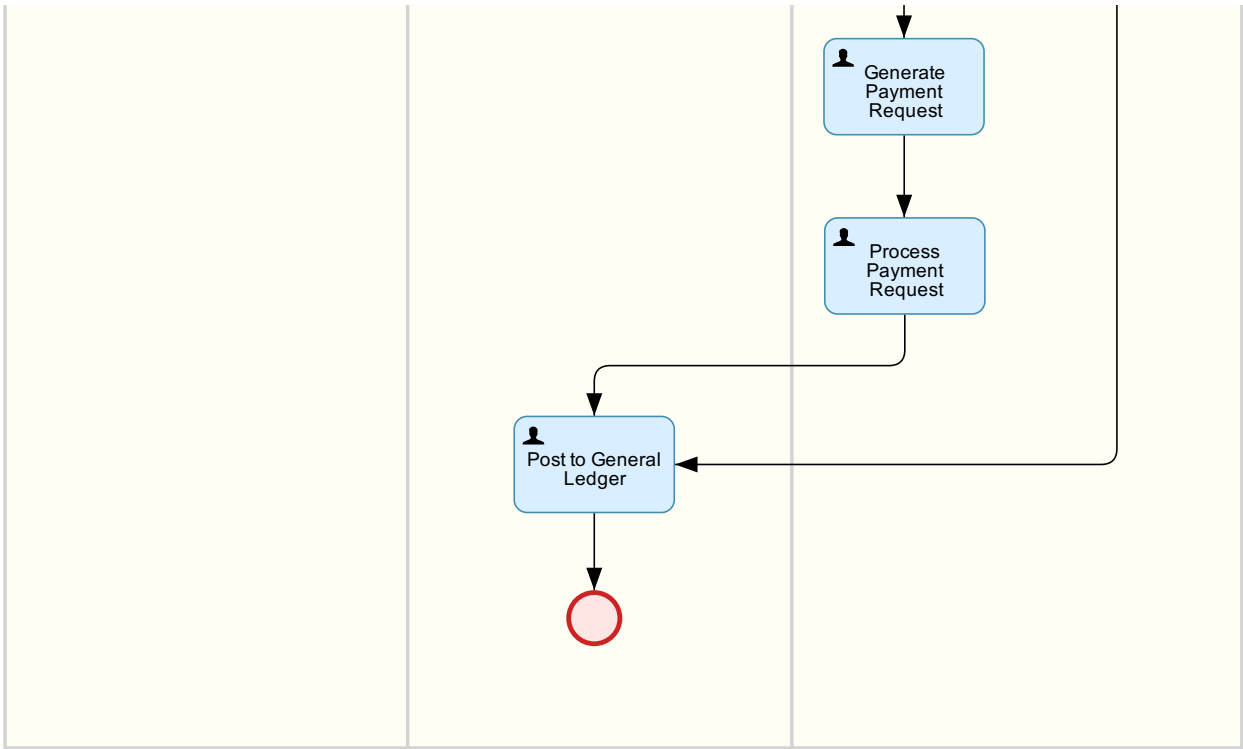 Generate
Payment
Request
Process
Payment
Request
Post to General
Ledger